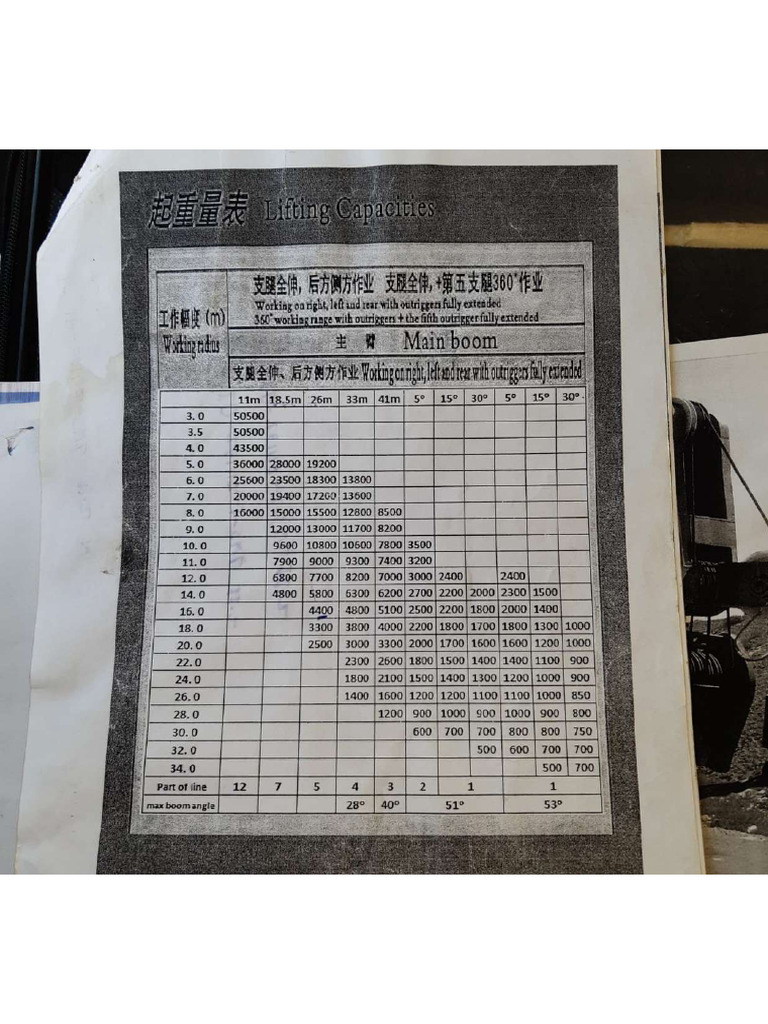 起重量表 Lifting Capacities
工作幅度 (m)
Working radius
支腿全伸，后方侧方作业 支腿全伸，+第五支腿360°作业
Working on right, left and rear with outriggers fully extended
360°working range with outriggers + the fifth outrigger fully extended
主 臂 Main boom
支腿全伸、后方侧方作业 Working on right, left and rear with outriggers fully extended
11m 18.5m 26m 33m 41m 5° 15° 30° 5° 15° 30°
3.0 50500
3.5 50500
4.0 43500
5.0 36000 28000 19200
6.0 25600 23500 18300 13800
7.0 20000 19400 17260 13600
8.0 16000 15000 15500 12800 8500
9.0 12000 13000 11700 8200
10.0 9600 10800 10600 7800 3500
11.0 7900 9000 9300 7400 3200
12.0 6800 7700 8200 7000 3000 2400 2400
14.0 4800 5800 6300 6200 2700 2200 2000 2300 1500
16.0 4400 4800 5100 2500 2200 1800 2000 1400
18.0 3300 3800 4000 2200 1800 1700 1800 1300 1000
20.0 2500 3000 3300 2000 1700 1600 1600 1200 1000
22.0 2300 2600 1800 1500 1400 1400 1100 900
24.0 1800 2100 1500 1400 1300 1200 1000 900
26.0 1400 1600 1200 1200 1100 1100 1000 850
28.0 1200 900 1000 900 1000 900 800
30.0 600 700 700 800 800 750
32.0 500 600 700 700
34.0 500 700
Part of line 12 7 5 4 3 2 1 1
max boom angle 28° 40° 51° 53°